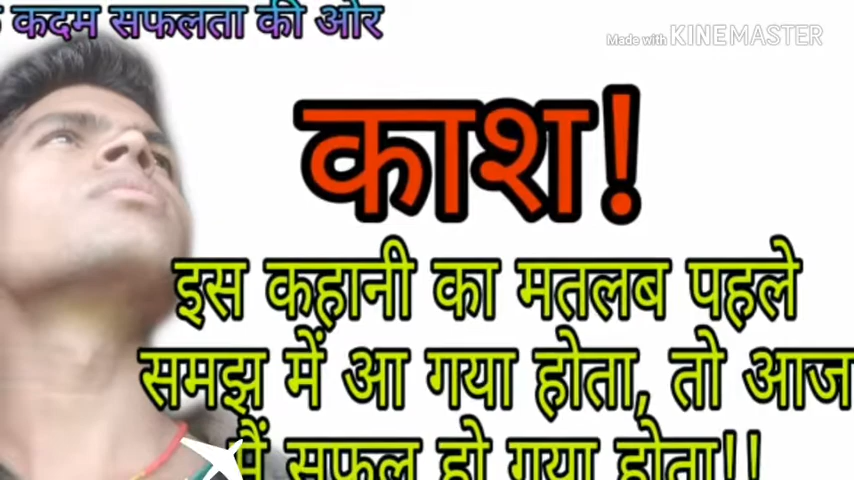 कदम सफलता की ओर
Made with KINEMASTER
काश!
इस कहानी का मतलब पहले
समझ में आ गया होता, तो आज
मैं सफल हो गया होता!!